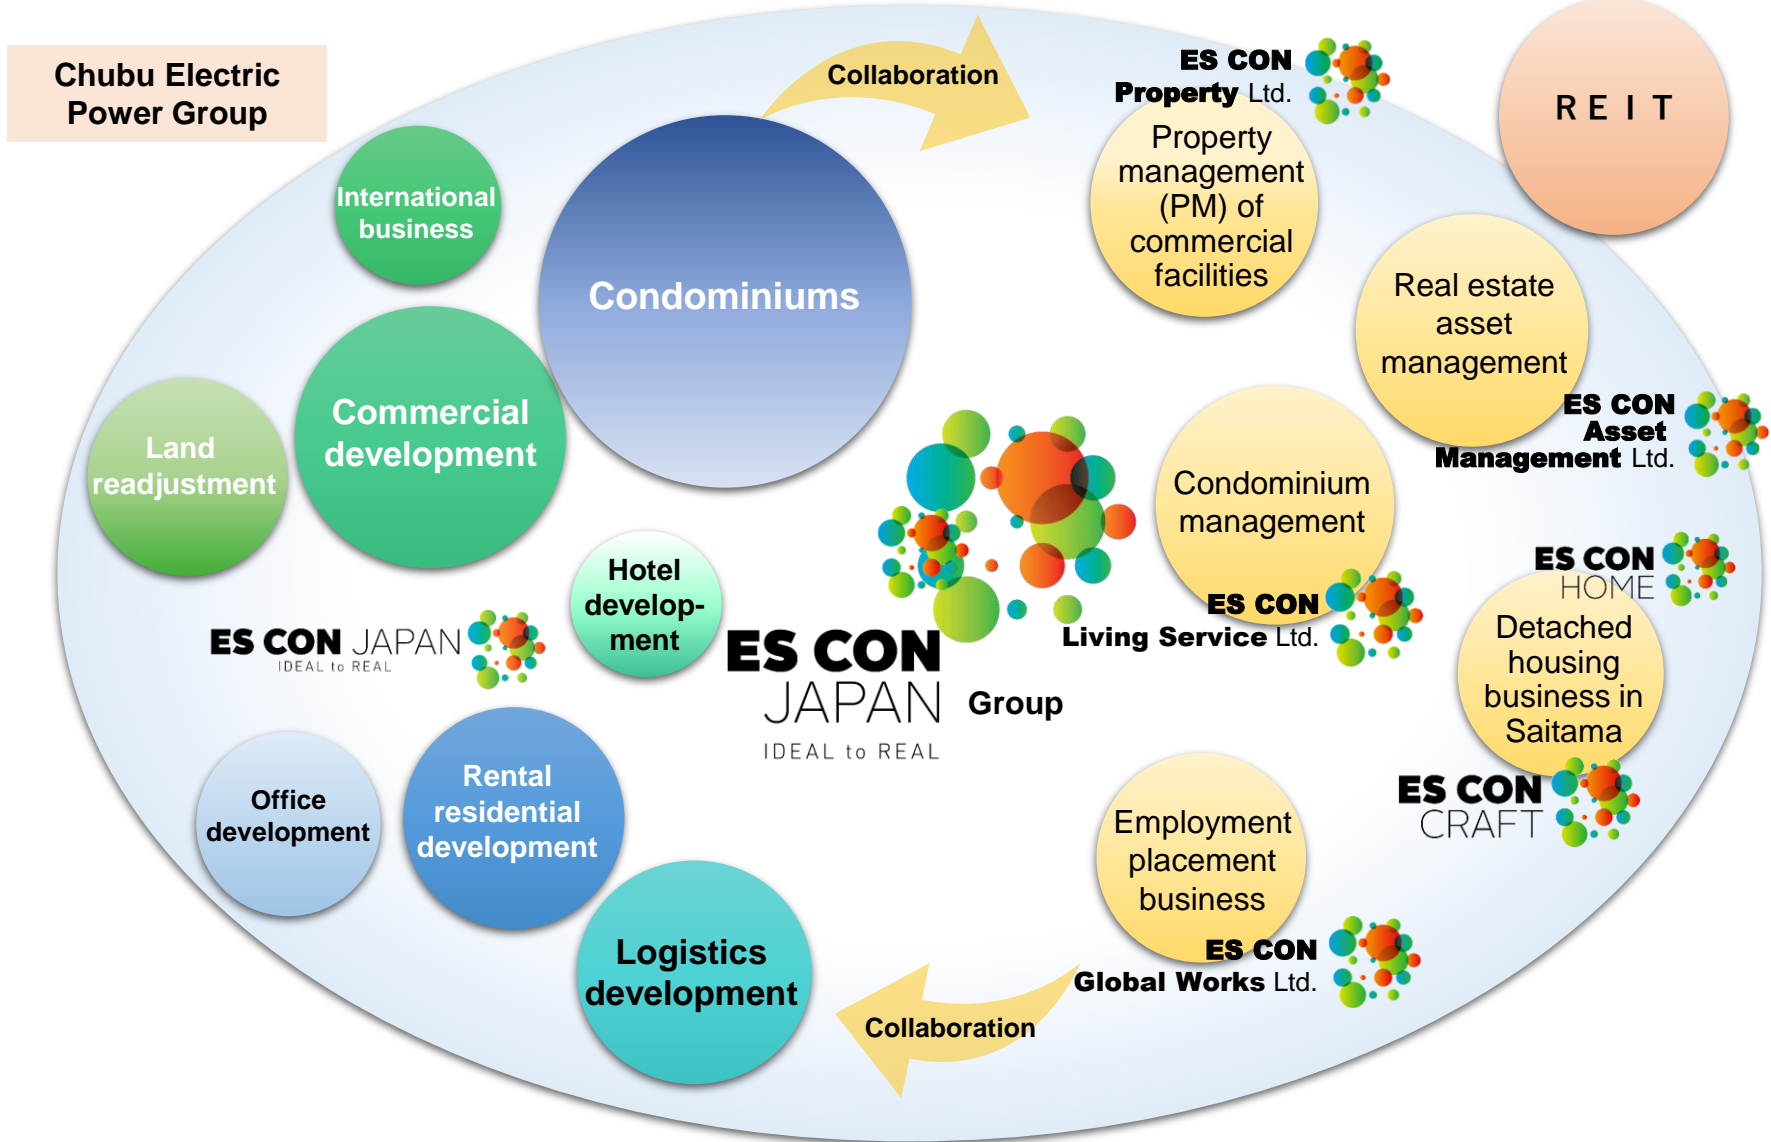 Chubu Electric
Power Group
Collaboration
ES CON
Property Ltd.
Property
management
(PM) of
commercial
facilities
REIT
International
business
Condominiums
Real estate
asset
management
ES CON
Asset
Management Ltd.
Commercial
development
Land
readjustment
Condominium
management
ES CON
Living Service Ltd.
Hotel
develop-
ment
ES CON JAPAN
IDEAL to REAL
ES CON
JAPAN
IDEAL to REAL
Group
ES CON
HOME
Detached
housing
business in
Saitama
ES CON
CRAFT
Office
development
Rental
residential
development
Employment
placement
business
ES CON
Global Works Ltd.
Logistics
development
Collaboration